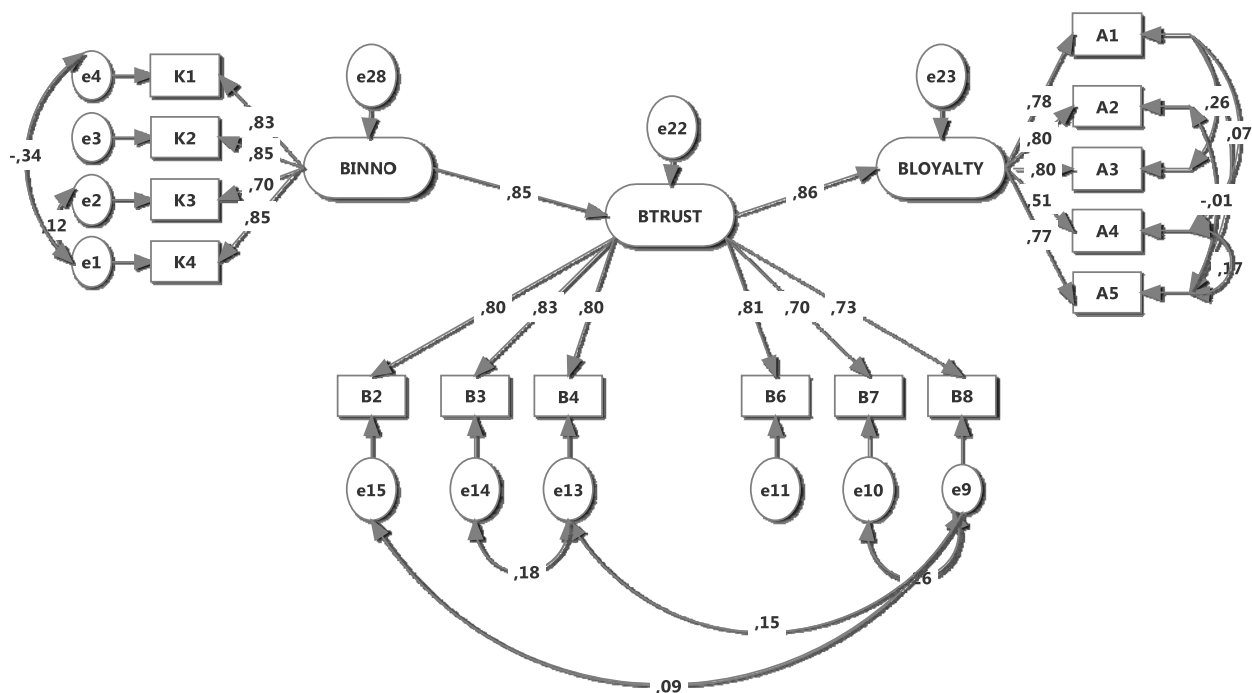 e4
K1
e3
K2
e2
K3
e1
K4
-,34
,12
,83
,85
,70
,85
e28
BINNO
,85
e22
BTRUST
,86
e23
BLOYALTY
,78
,80
,80
,51
,77
A1
A2
A3
A4
A5
,26
,07
-,01
,17
,80
,83
,80
,81
,70
,73
B2
B3
B4
B6
B7
B8
e15
e14
e13
e11
e10
e9
,18
,15
,09